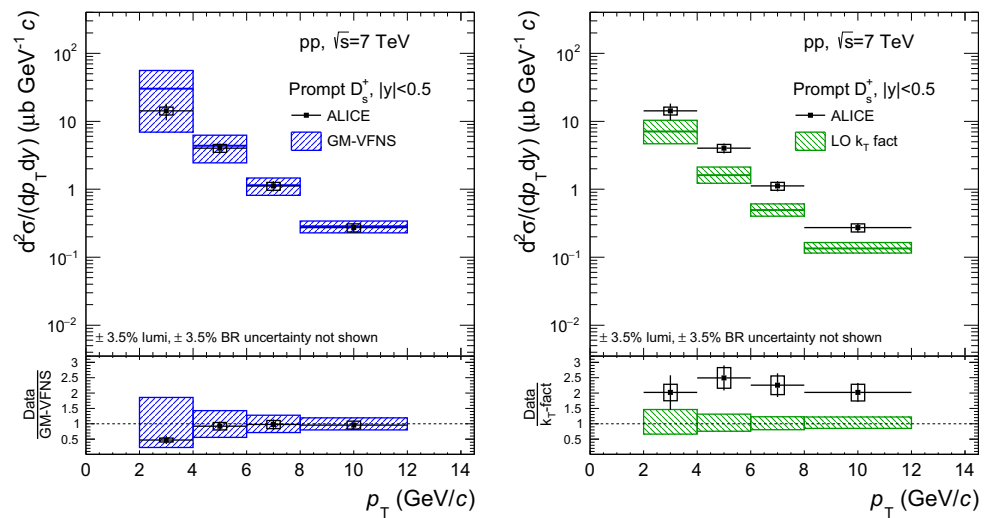 pp, √s=7 TeV
Prompt D_s^+, |y|<0.5
ALICE
GM-VFNS
d²σ/(dp_T dy) (μb GeV⁻¹ c)
10²
10
1
10⁻¹
10⁻²
± 3.5% lumi, ± 3.5% BR uncertainty not shown
Data
GM-VFNS
3
2.5
2
1.5
1
0.5
0 2 4 6 8 10 12 14
p_T (GeV/c)
pp, √s=7 TeV
Prompt D_s^+, |y|<0.5
ALICE
LO k_T fact
d²σ/(dp_T dy) (μb GeV⁻¹ c)
10²
10
1
10⁻¹
10⁻²
± 3.5% lumi, ± 3.5% BR uncertainty not shown
Data
k_T-fact
3
2.5
2
1.5
1
0.5
0 2 4 6 8 10 12 14
p_T (GeV/c)